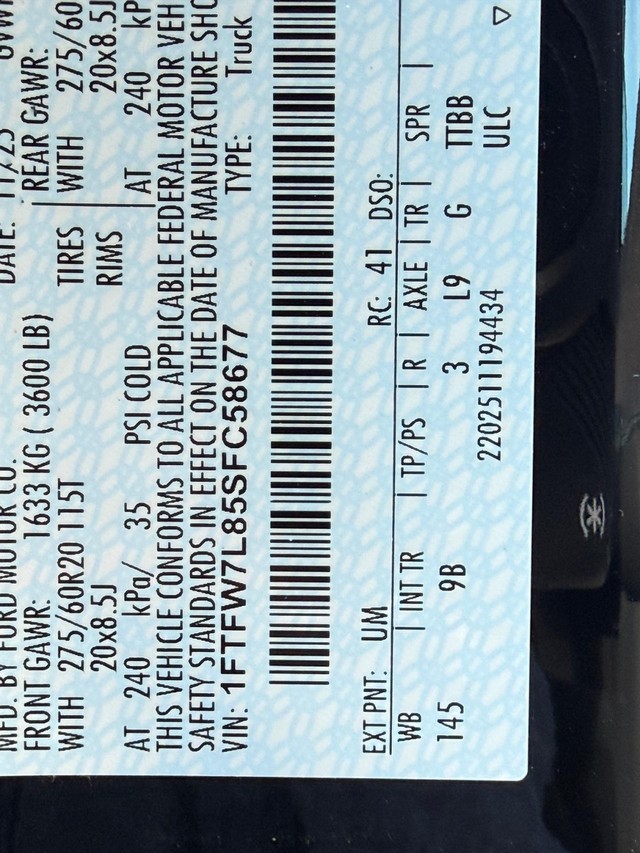 MFD. BY FORD MOTOR CO. DATE: 11/25 GVWR
FRONT GAWR: 1633 KG ( 3600 LB) REAR GAWR:
WITH 275/60R20 115T TIRES WITH 275/60
20x8.5J RIMS 20x8.5J
AT 240 kPa/ 35 PSI COLD AT 240 kP
THIS VEHICLE CONFORMS TO ALL APPLICABLE FEDERAL MOTOR VEH
SAFETY STANDARDS IN EFFECT ON THE DATE OF MANUFACTURE SHO
VIN: 1FTFW7L85SFC58677 TYPE: Truck
EXT PNT: UM RC: 41 DSO:
WB | INT TR | TP/PS | R | AXLE | TR | SPR |
145 9B 3 L9 G TTBB
2202511194434 ULC